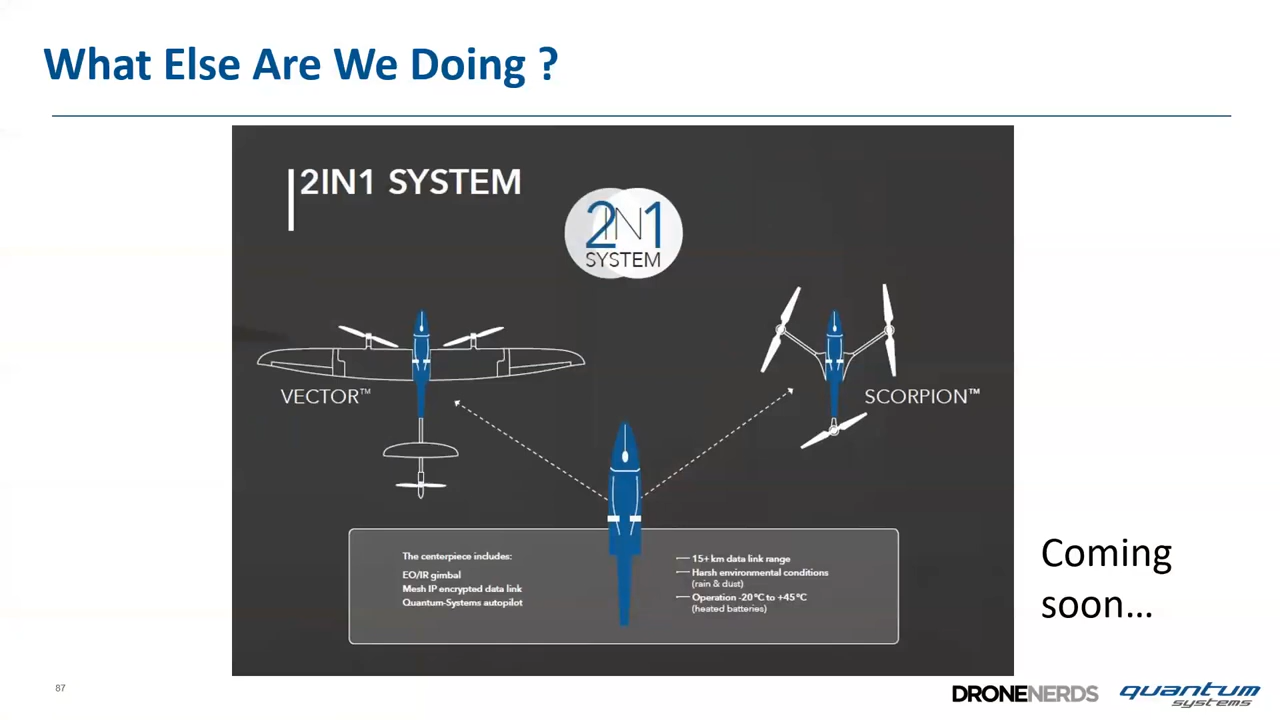 What Else Are We Doing ?
2IN1 SYSTEM
2IN1
SYSTEM
VECTOR™
SCORPION™
The centerpiece includes:
EO/IR gimbal
Mesh IP encrypted data link
Quantum-Systems autopilot
15+ km data link range
Harsh environmental conditions
(rain & dust)
Operation -20°C to +45°C
(heated batteries)
Coming
soon...
87
DRONENERDS
quantum
systems